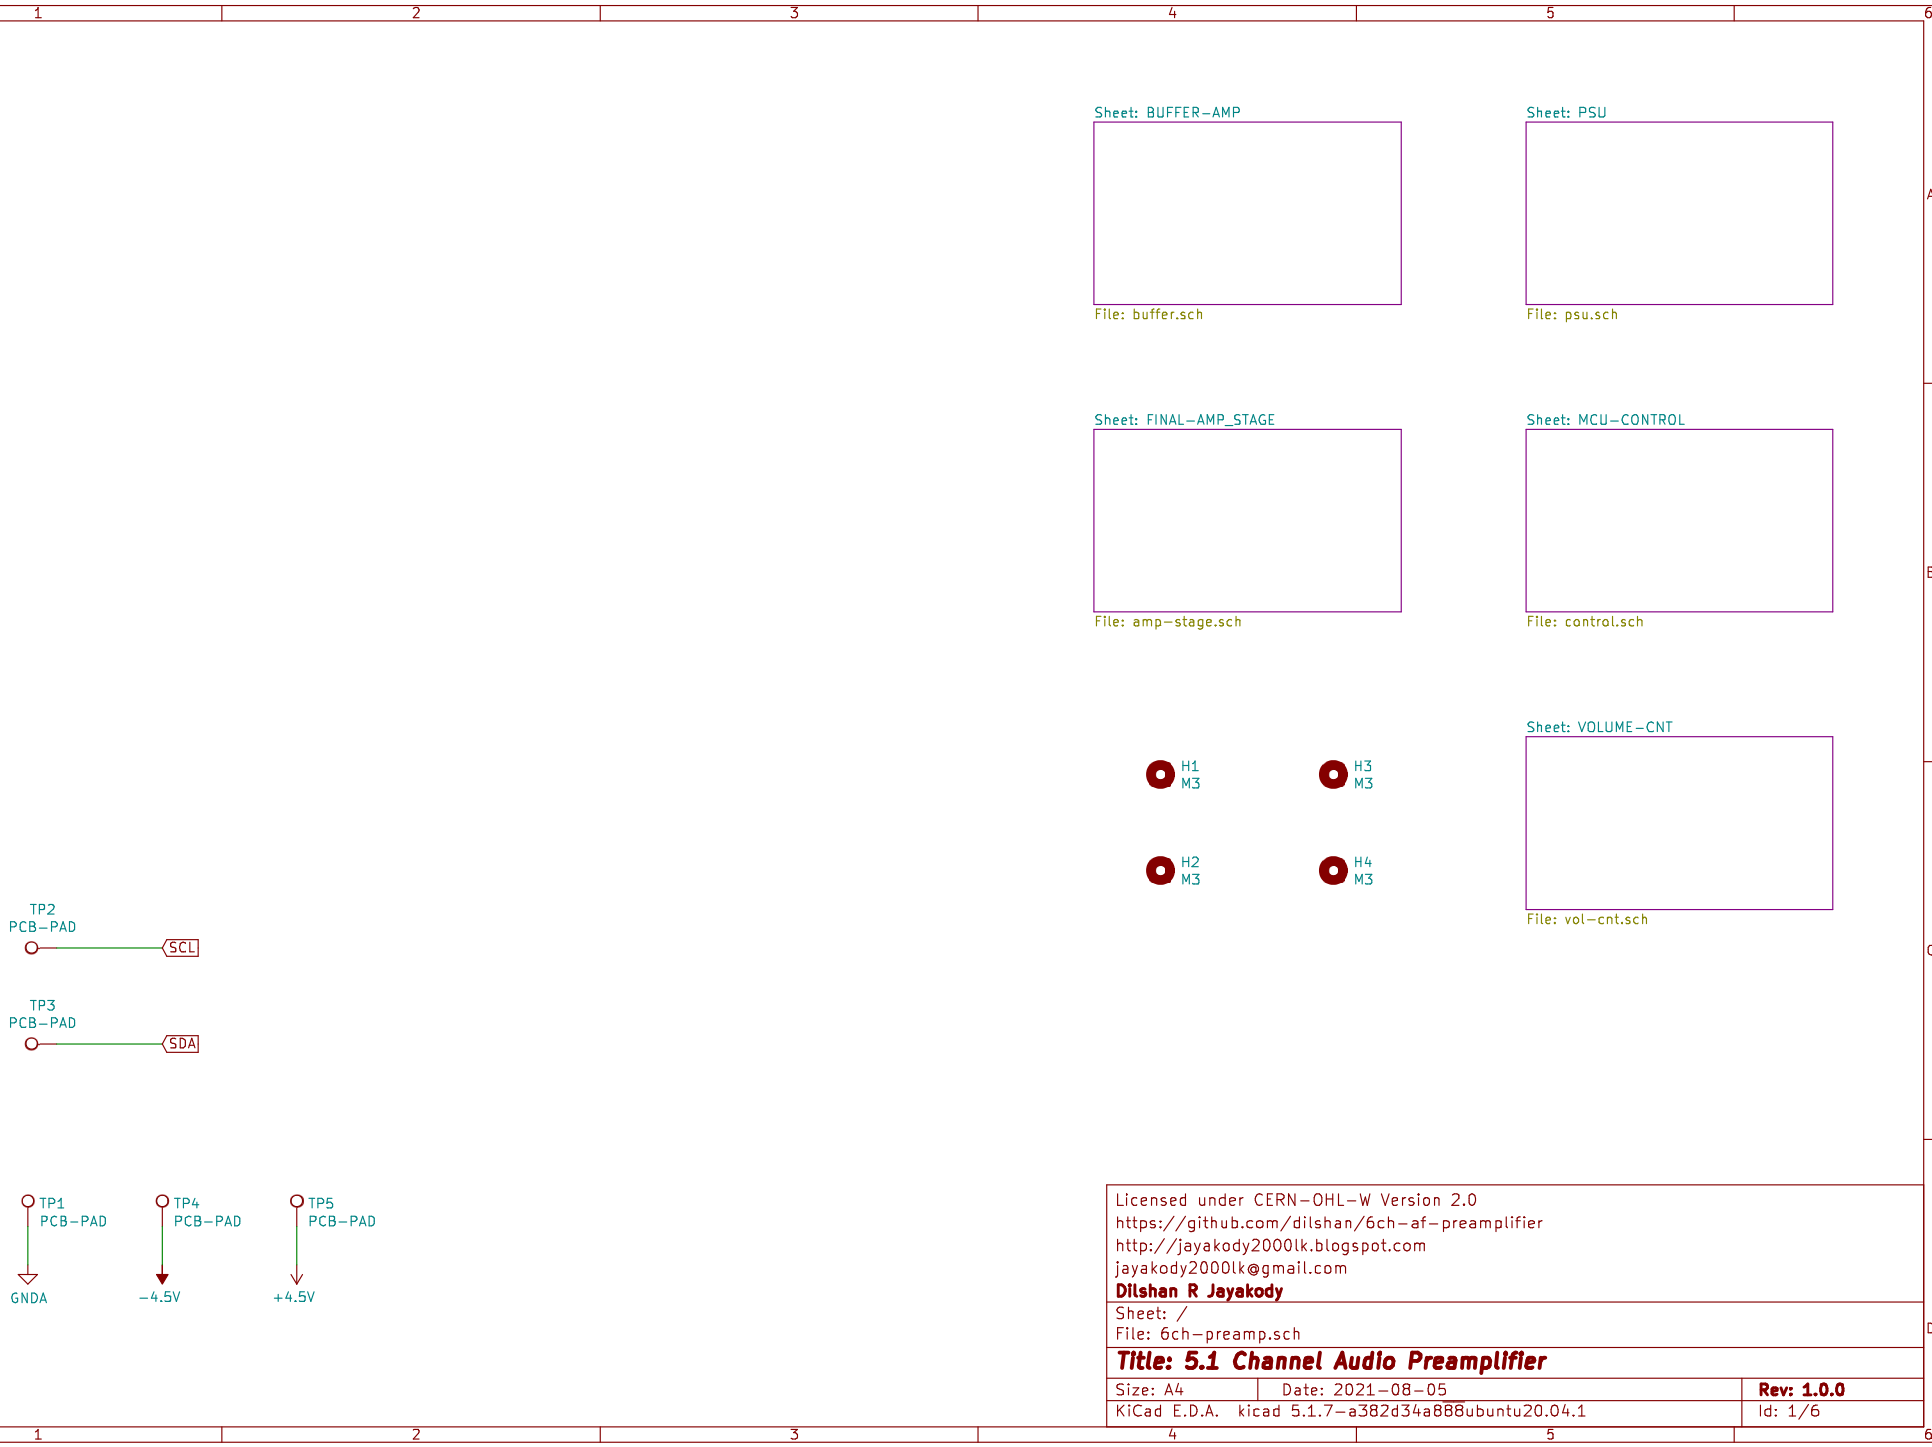 1 2 3 4 5 6
Sheet: BUFFER-AMP
Sheet: PSU
A
File: buffer.sch
File: psu.sch
Sheet: FINAL-AMP_STAGE
Sheet: MCU-CONTROL
File: amp-stage.sch
File: control.sch
Sheet: VOLUME-CNT
H1
M3
H3
M3
H2
M3
H4
M3
File: vol-cnt.sch
TP2
PCB-PAD
SCL
TP3
PCB-PAD
SDA
TP1
PCB-PAD
GNDA
TP4
PCB-PAD
-4.5V
TP5
PCB-PAD
+4.5V
Licensed under CERN-OHL-W Version 2.0
https://github.com/dilshan/6ch-af-preamplifier
http://jayakody2000lk.blogspot.com
jayakody2000lk@gmail.com
Dilshan R Jayakody
Sheet: /
File: 6ch-preamp.sch
Title: 5.1 Channel Audio Preamplifier
Size: A4
Date: 2021-08-05
Rev: 1.0.0
KiCad E.D.A. kicad 5.1.7-a382d34a888ubuntu20.04.1
Id: 1/6
1 2 3 4 5 6